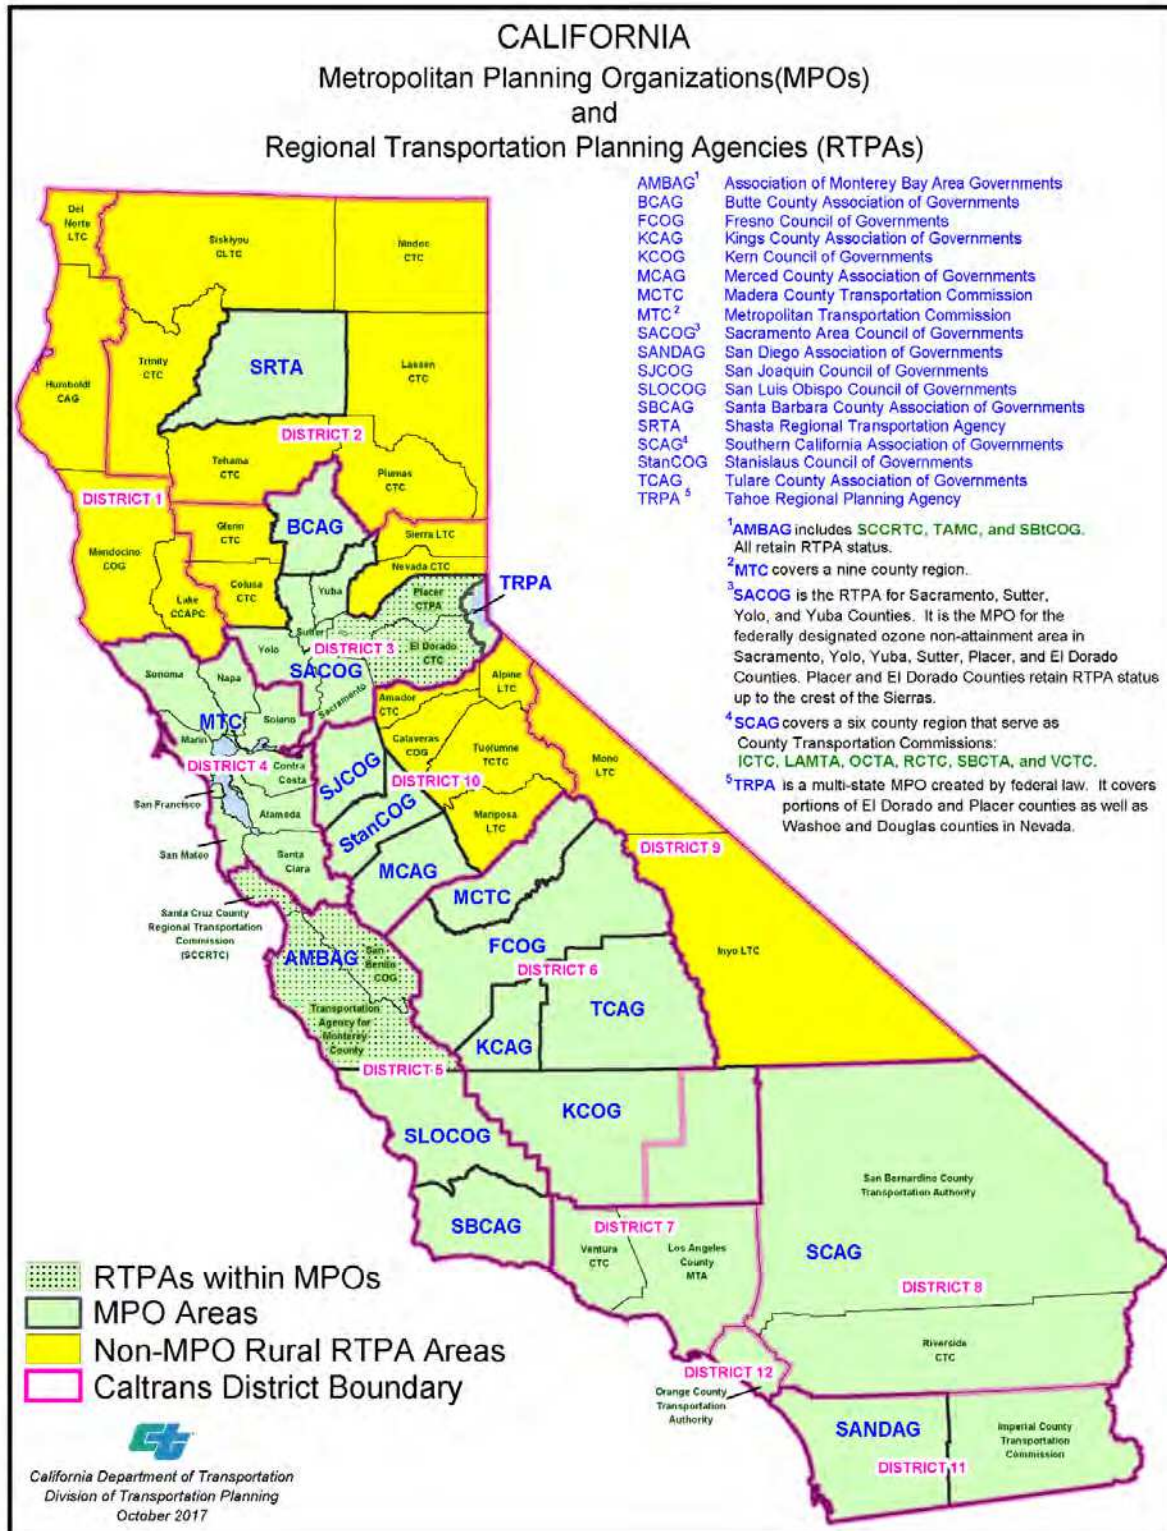 CALIFORNIA
Metropolitan Planning Organizations(MPOs)
and
Regional Transportation Planning Agencies (RTPAs)
AMBAG1 Association of Monterey Bay Area Governments
BCAG Butte County Association of Governments
FCOG Fresno Council of Governments
KCAG Kings County Association of Governments
KCOG Kern Council of Governments
MCAG Merced County Association of Governments
MCTC Madera County Transportation Commission
MTC2 Metropolitan Transportation Commission
SACOG3 Sacramento Area Council of Governments
SANDAG San Diego Association of Governments
SJCOG San Joaquin Council of Governments
SLOCOG San Luis Obispo Council of Governments
SBCAG Santa Barbara County Association of Governments
SRTA Shasta Regional Transportation Agency
SCAG4 Southern California Association of Governments
StanCOG Stanislaus Council of Governments
TCAG Tulare County Association of Governments
TRPA 5 Tahoe Regional Planning Agency
1AMBAG includes SCCRTC, TAMC, and SBtCOG.
All retain RTPA status.
2MTC covers a nine county region.
3SACOG is the RTPA for Sacramento, Sutter,
Yolo, and Yuba Counties. It is the MPO for the
federally designated ozone non-attainment area in
Sacramento, Yolo, Yuba, Sutter, Placer, and El Dorado
Counties. Placer and El Dorado Counties retain RTPA status
up to the crest of the Sierras.
4 SCAG covers a six county region that serve as
County Transportation Commissions:
ICTC, LAMTA, OCTA, RCTC, SBCTA, and VCTC.
5TRPA is a multi-state MPO created by federal law. It covers
portions of El Dorado and Placer counties as well as
Washoe and Douglas counties in Nevada.
Del
Norte
LTC
Siskiyou
CLTC
Modoc
CTC
Humboldt
CAG
Trinity
CTC
SRTA
Lassen
CTC
DISTRICT 2
Tehama
CTC
Plumas
CTC
DISTRICT 1
Mendocino
COG
Glenn
CTC
BCAG
Sierra LTC
Nevada CTC
Lake
CCAPC
Colusa
CTC
Yuba
Placer
CTPA
TRPA
Sutter
Yolo
DISTRICT 3
El Dorado
CTC
SACOG
Sacramento
Sonoma
Napa
Solano
MTC
Marin
DISTRICT 4
Contra
Costa
San Francisco
Alameda
San Mateo
Santa
Clara
Amador
CTC
Alpine
LTC
Calaveras
COG
Tuolumne
TCTC
SJCOG
DISTRICT 10
StanCOG
Mariposa
LTC
Mono
LTC
DISTRICT 9
MCAG
MCTC
Inyo LTC
Santa Cruz County
Regional Transportation
Commission
(SCCRTC)
AMBAG
San
Benito
COG
Transportation
Agency for
Monterey
County
FCOG
DISTRICT 6
TCAG
KCAG
DISTRICT 5
KCOG
SLOCOG
SBCAG
DISTRICT 7
Ventura
CTC
Los Angeles
County
MTA
San Bernardino County
Transportation Authority
SCAG
DISTRICT 8
Riverside
CTC
DISTRICT 12
Orange County
Transportation
Authority
SANDAG
Imperial County
Transportation
Commission
DISTRICT 11
RTPAs within MPOs
MPO Areas
Non-MPO Rural RTPA Areas
Caltrans District Boundary
California Department of Transportation
Division of Transportation Planning
October 2017